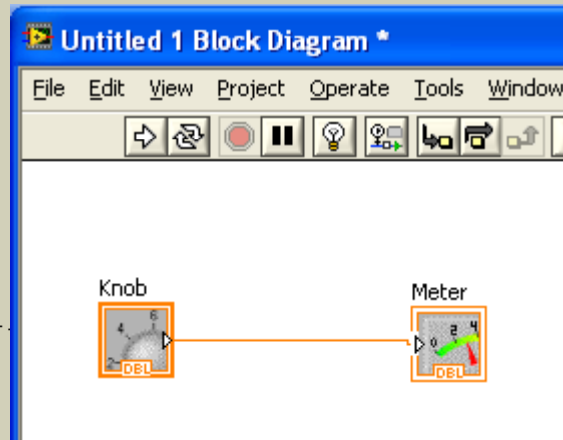 Untitled 1 Block Diagram *
File Edit View Project Operate Tools Window
Knob
2 4 6
DBL
Meter
0 2 4
DBL